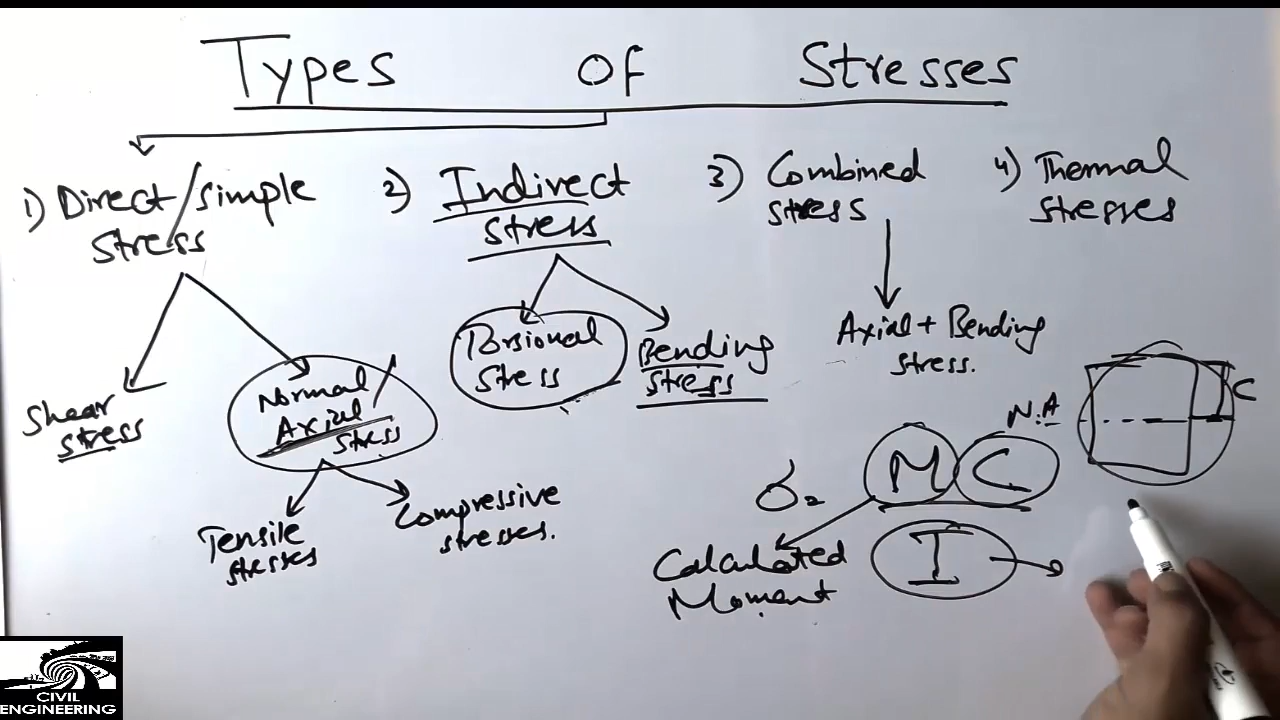 Types Of Stresses
1) Direct/simple
stress
2) Indirect
stress
3) Combined
stress
4) Thermal
stresses
Shear
stress
Normal/
Axial
stress
Tensile
stresses
Compressive
stresses.
Torsional
stress
Bending
stress
Axial + Bending
stress.
N.A
C
σ = M C
I
Calculated
Moment
CIVIL
ENGINEERING